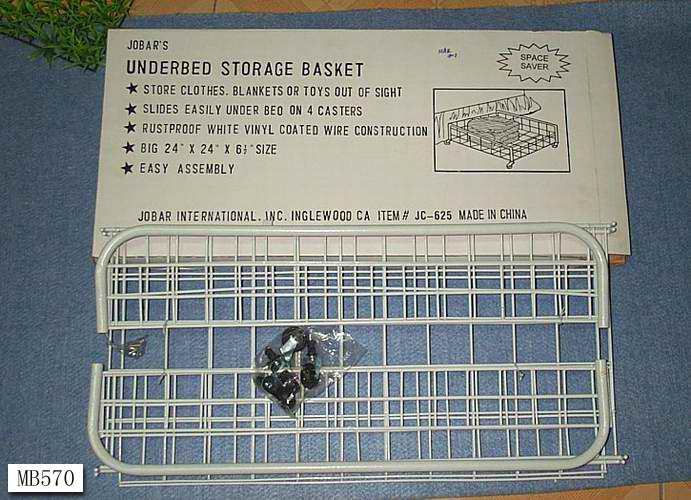 JOBAR'S
UNDERBED STORAGE BASKET
★ STORE CLOTHES. BLANKETS OR TOYS OUT OF SIGHT
★ SLIDES EASILY UNDER BED ON 4 CASTERS
★ RUSTPROOF WHITE VINYL COATED WIRE CONSTRUCTION
★ BIG 24" X 24" X 6½" SIZE
★ EASY ASSEMBLY
SPACE
SAVER
JOBAR INTERNATIONAL. INC. INGLEWOOD CA ITEM# JC-625 MADE IN CHINA
MB570